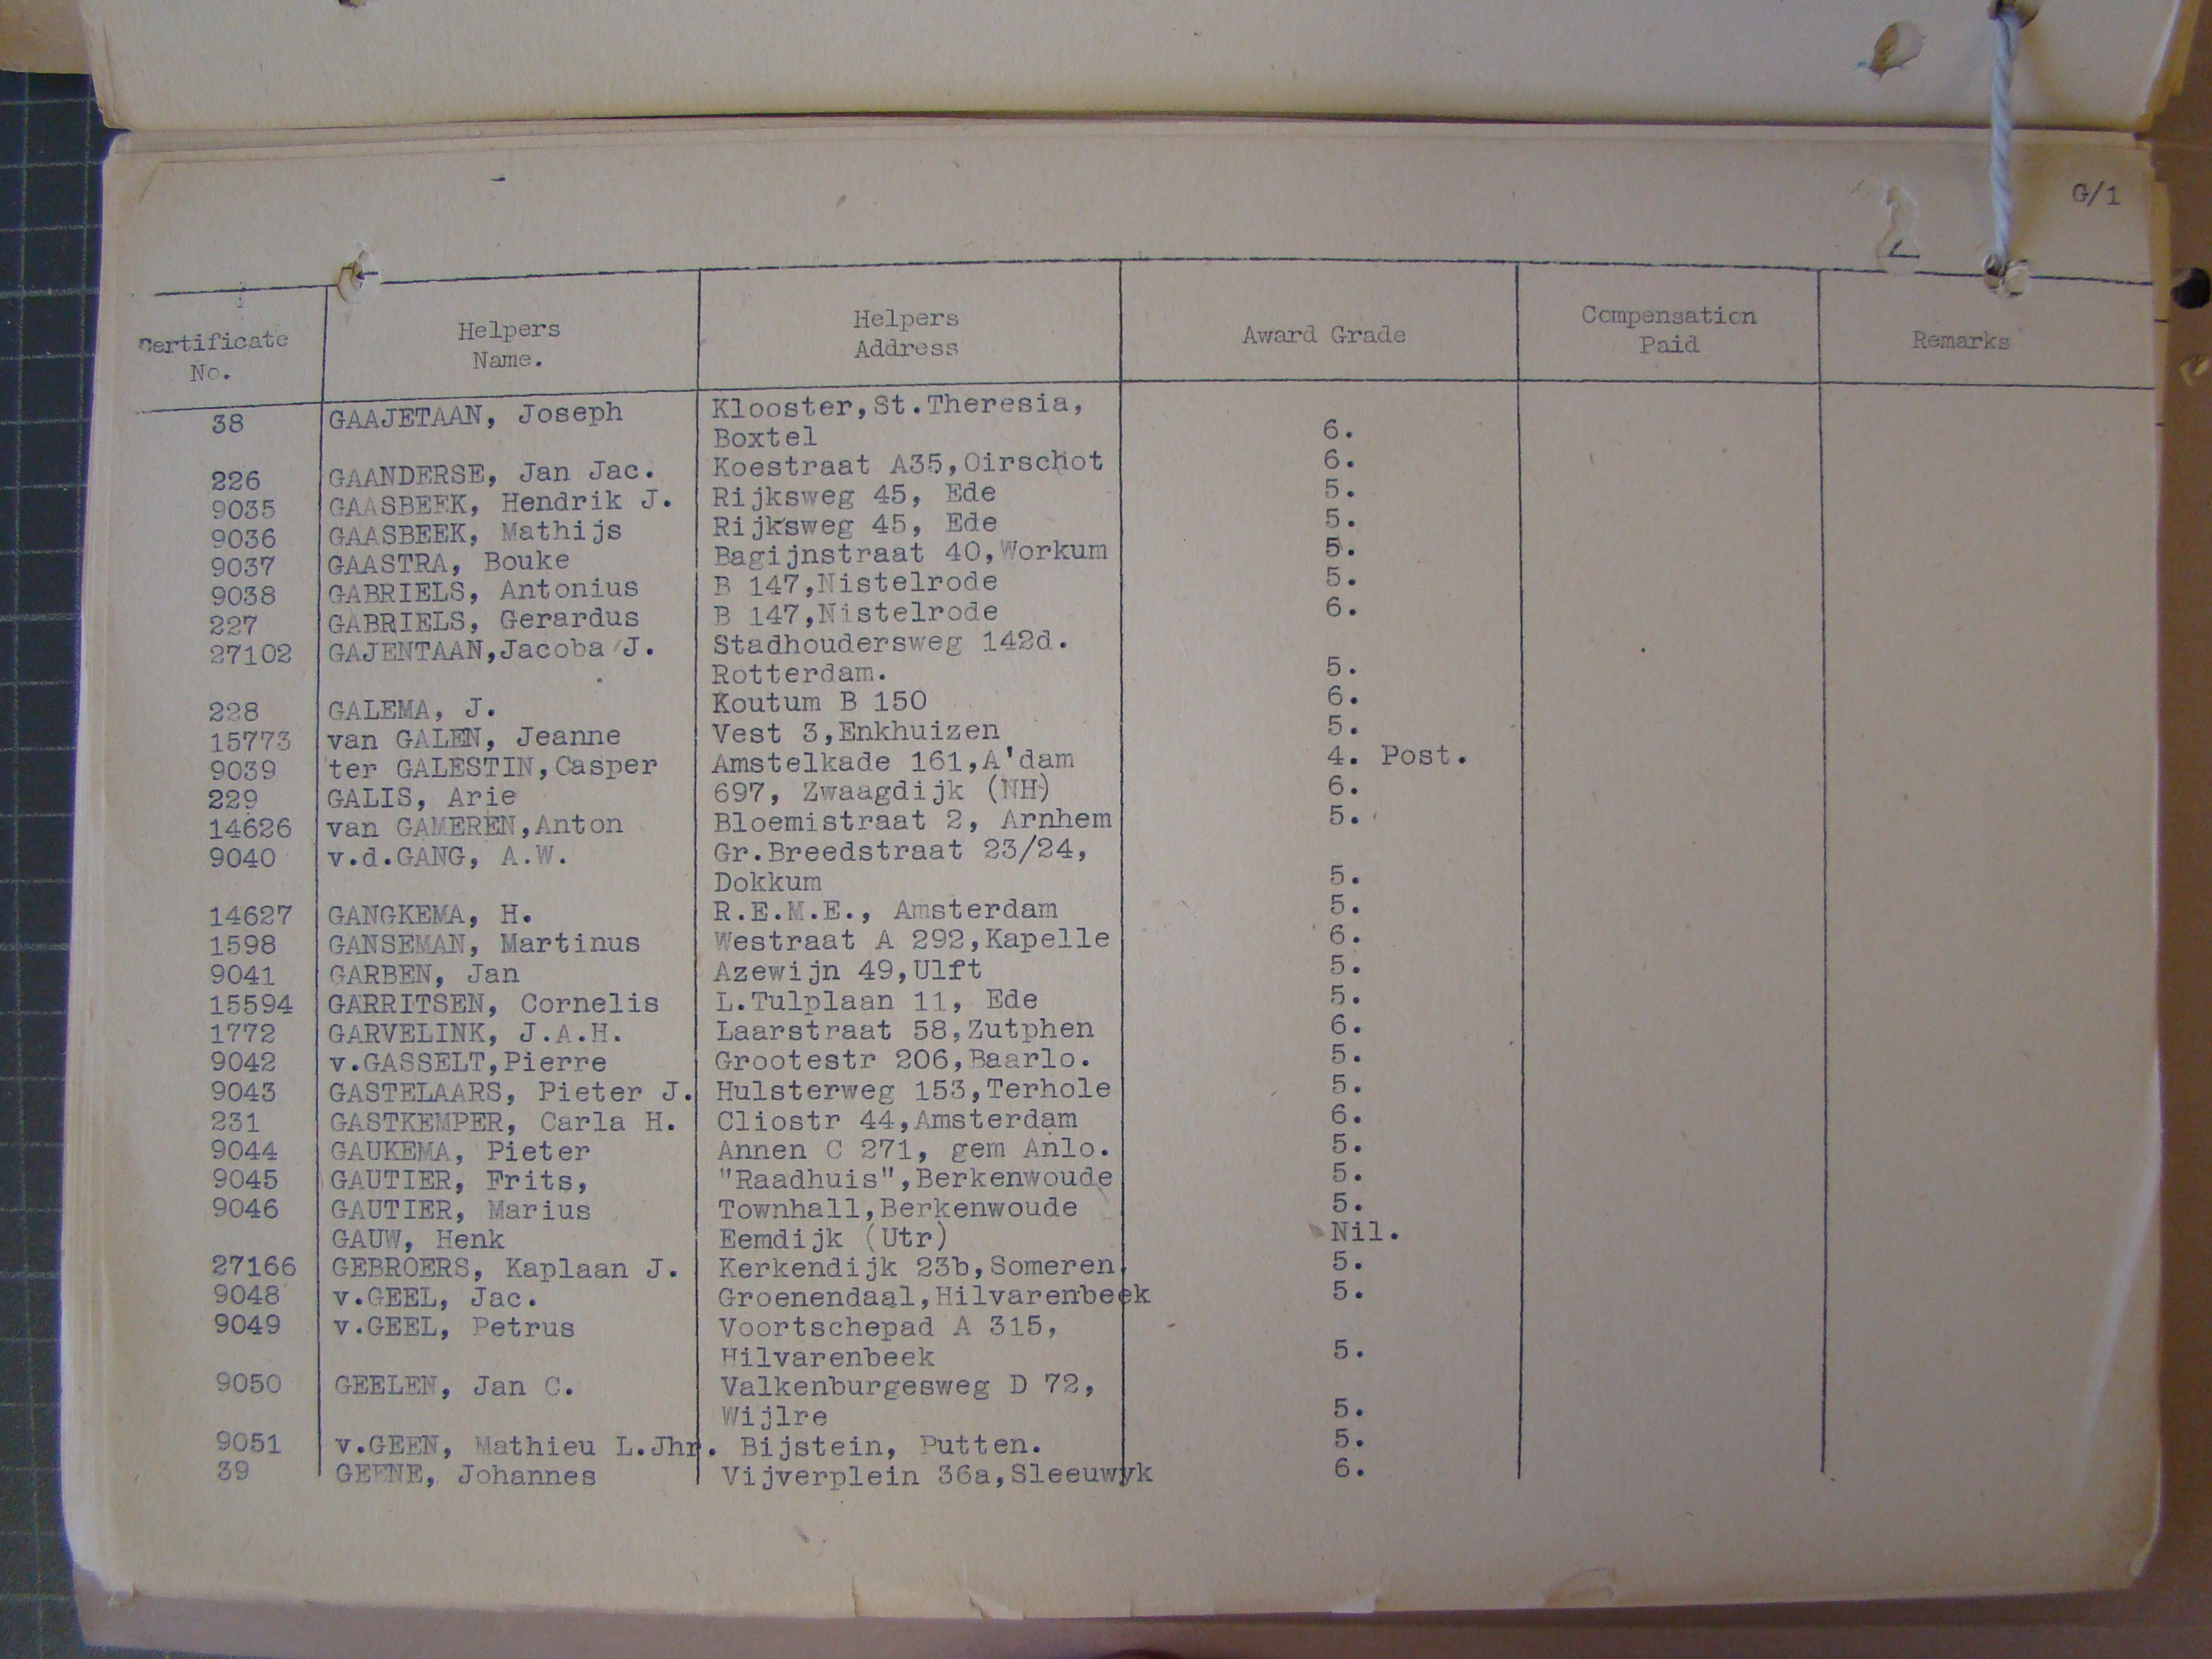 G/1
Certificate No. Helpers Name. Helpers Address Award Grade Compensation Paid Remarks
38 GAAJETAAN, Joseph Klooster,St.Theresia,
Boxtel 6.
226 GAANDERSE, Jan Jac. Koestraat A35,Oirschot 6.
9035 GAASBEEK, Hendrik J. Rijksweg 45, Ede 5.
9036 GAASBEEK, Mathijs Rijksweg 45, Ede 5.
9037 GAASTRA, Bouke Bagijnstraat 40,Workum 5.
9038 GABRIELS, Antonius B 147,Nistelrode 5.
227 GABRIELS, Gerardus B 147,Nistelrode 6.
27102 GAJENTAAN,Jacoba J. Stadhoudersweg 142d.
Rotterdam. 5.
228 GALEMA, J. Koutum B 150 6.
15773 van GALEN, Jeanne Vest 3,Enkhuizen 5.
9039 ter GALESTIN,Casper Amstelkade 161,A'dam 4. Post.
229 GALIS, Arie 697, Zwaagdijk (NH) 6.
14626 van GAMEREN,Anton Bloemistraat 2, Arnhem 5.
9040 v.d.GANG, A.W. Gr.Breedstraat 23/24,
Dokkum 5.
14627 GANGKEMA, H. R.E.M.E., Amsterdam 5.
1598 GANSEMAN, Martinus Westraat A 292,Kapelle 6.
9041 GARBEN, Jan Azewijn 49,Ulft 5.
15594 GARRITSEN, Cornelis L.Tulplaan 11, Ede 5.
1772 GARVELINK, J.A.H. Laarstraat 58,Zutphen 6.
9042 v.GASSELT,Pierre Grootestr 206,Baarlo. 5.
9043 GASTELAARS, Pieter J. Hulsterweg 153,Terhole 5.
231 GASTKEMPER, Carla H. Cliostr 44,Amsterdam 6.
9044 GAUKEMA, Pieter Annen C 271, gem Anlo. 5.
9045 GAUTIER, Frits, "Raadhuis",Berkenwoude 5.
9046 GAUTIER, Marius Townhall,Berkenwoude 5.
GAUW, Henk Eemdijk (Utr) Nil.
27166 GEBROERS, Kaplaan J. Kerkendijk 23b,Someren. 5.
9048 v.GEEL, Jac. Groenendaal,Hilvarenbeek 5.
9049 v.GEEL, Petrus Voortschepad A 315,
Hilvarenbeek 5.
9050 GEELEN, Jan C. Valkenburgesweg D 72,
Wijlre 5.
9051 v.GEEN, Mathieu L.Jhr. Bijstein, Putten. 5.
39 GEENE, Johannes Vijverplein 36a,Sleeuwyk 6.